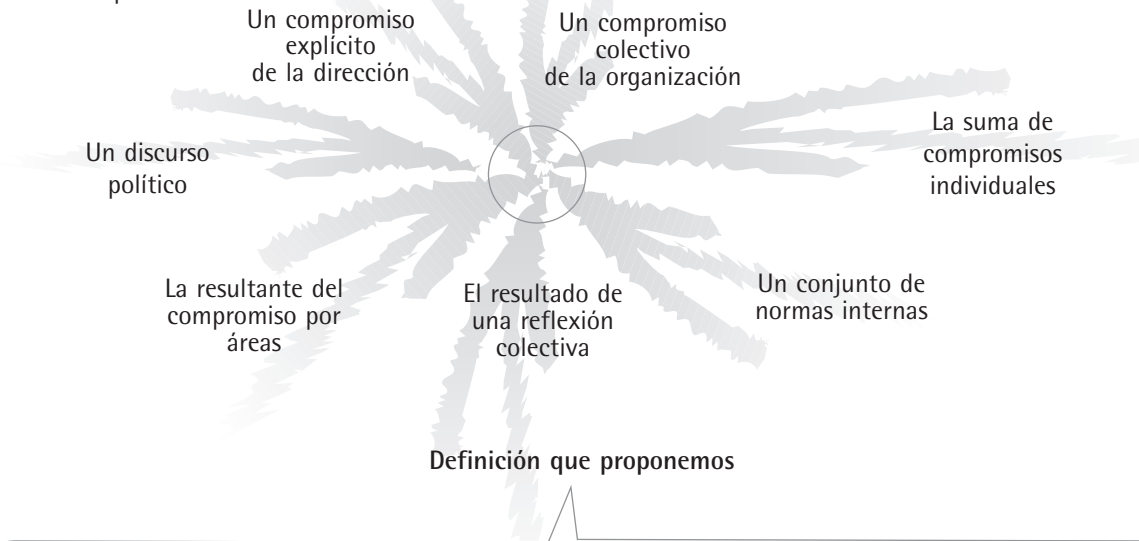 Un compromiso
explícito
de la dirección
Un compromiso
colectivo
de la organización
La suma de
compromisos
individuales
Un discurso
político
La resultante del
compromiso por
áreas
El resultado de
una reflexión
colectiva
Un conjunto de
normas internas
Definición que proponemos